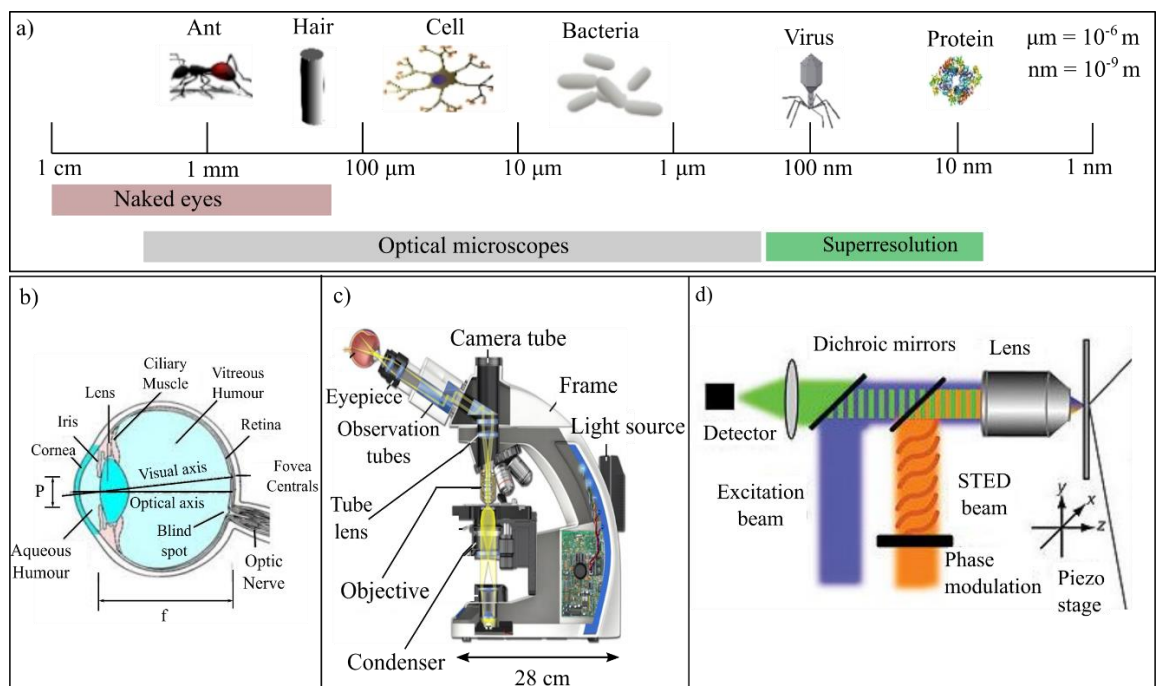 a)
Ant
Hair
Cell
Bacteria
Virus
Protein
μm = 10⁻⁶ m
nm = 10⁻⁹ m
1 cm
1 mm
100 μm
10 μm
1 μm
100 nm
10 nm
1 nm
Naked eyes
Optical microscopes
Superresolution
b)
Ciliary
Muscle
Vitreous
Humour
Lens
Iris
Cornea
Retina
Visual axis
Fovea
Centrals
P
Optical axis
Blind
spot
Aqueous
Humour
Optic
Nerve
f
c)
Camera tube
Eyepiece
Frame
Observation
tubes
Light source
Tube
lens
Objective
Condenser
28 cm
d)
Dichroic mirrors
Lens
Detector
Excitation
beam
STED
beam
Phase
modulation
y
x
z
Piezo
stage